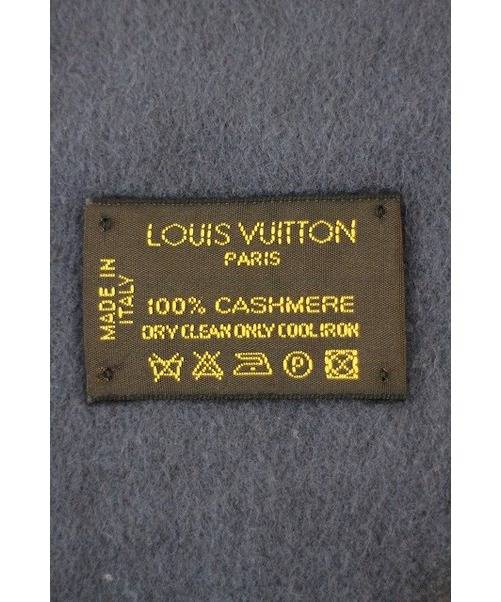 LOUIS VUITTON
PARIS
MADE IN
ITALY
100% CASHMERE
DRY CLEAN ONLY COOL IRON
P